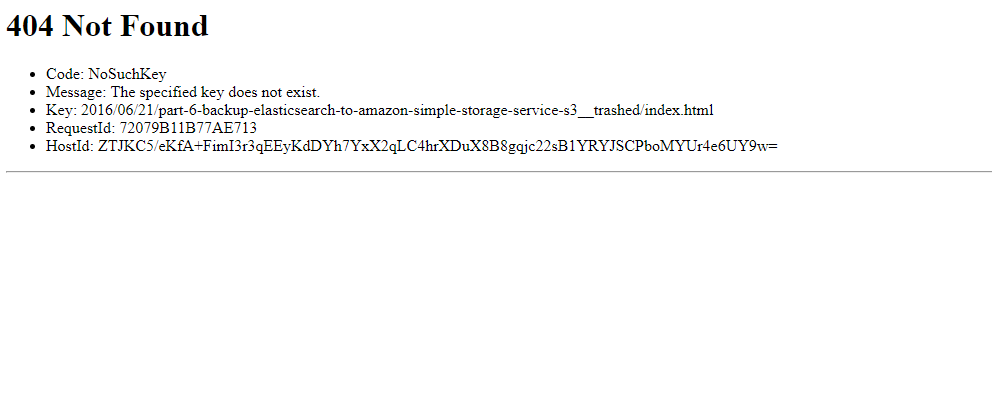 404 Not Found
Code: NoSuchKey
Message: The specified key does not exist.
Key: 2016/06/21/part-6-backup-elasticsearch-to-amazon-simple-storage-service-s3__trashed/index.html
RequestId: 72079B11B77AE713
HostId: ZTJKC5/eKfA+FimI3r3qEEyKdDYh7YxX2qLC4hrXDuX8B8gqjc22sB1YRYJSCPboMYUr4e6UY9w=